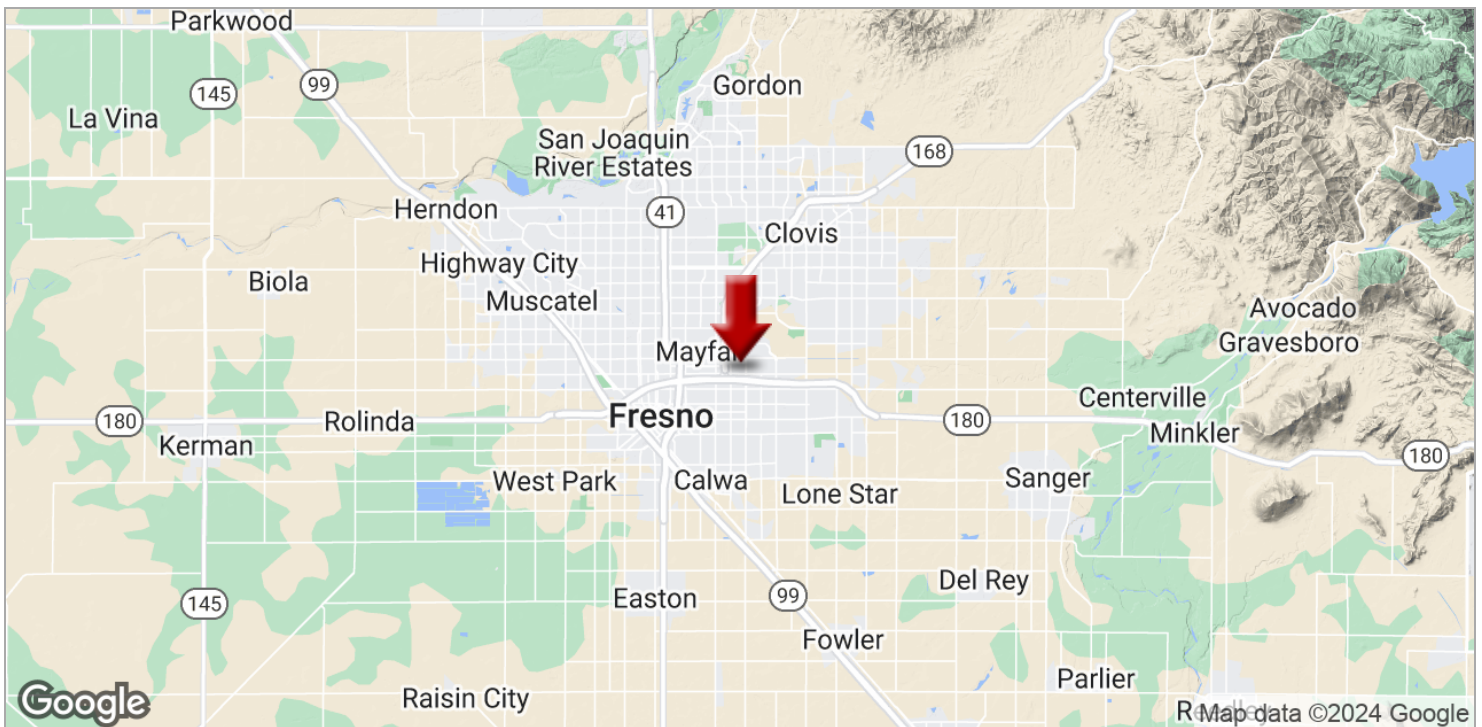 Parkwood
99
145
La Vina
Gordon
San Joaquin
River Estates
168
Herndon
41
Clovis
Highway City
Biola
Muscatel
Avocado
Gravesboro
Centerville
180
Rolinda
Fresno
180
Minkler
Kerman
180
West Park
Calwa
Lone Star
Sanger
Del Rey
145
Easton
99
Fowler
Parlier
Raisin City
Google
Map data ©2024 Google